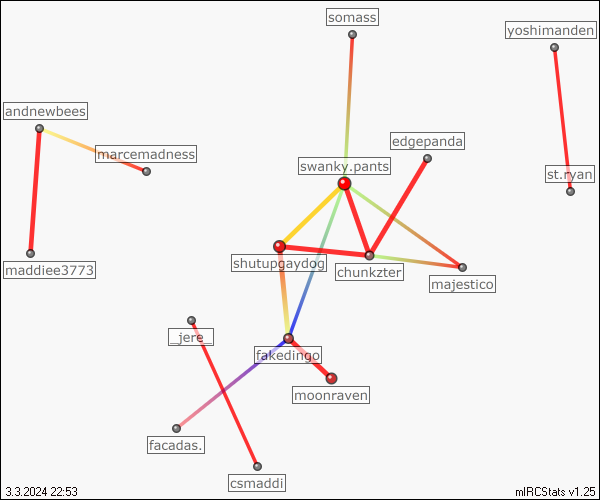 somass
yoshimanden
andnewbees
edgepanda
marcemadness
swanky.pants
st.ryan
shutupgaydog
maddiee3773
chunkzter
majestico
_jere_
fakedingo
moonraven
facadas.
csmaddi
3.3.2024 22:53
mIRCStats v1.25